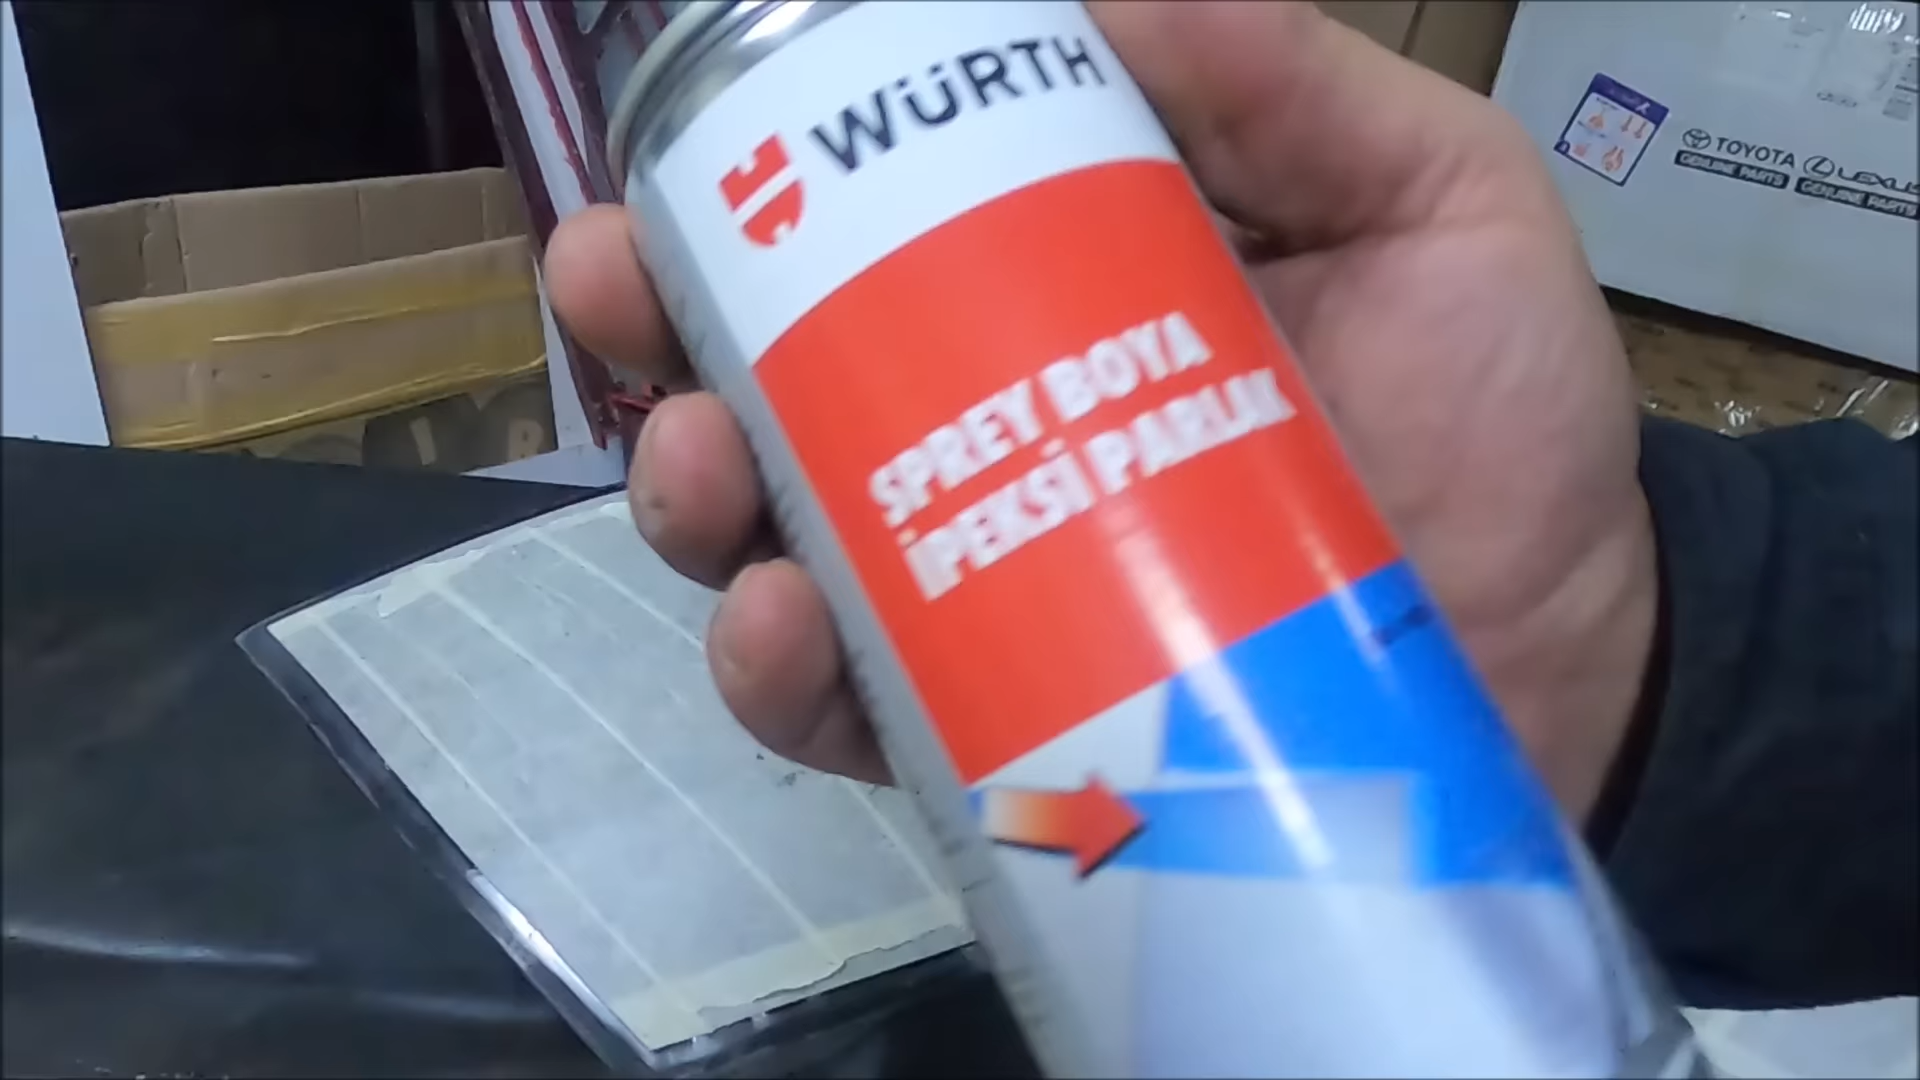 WÜRTH
SPREY BOYA
İPEKSİ PARLAK
TOYOTA
GENUINE PARTS
LEXUS
GENUINE PARTS